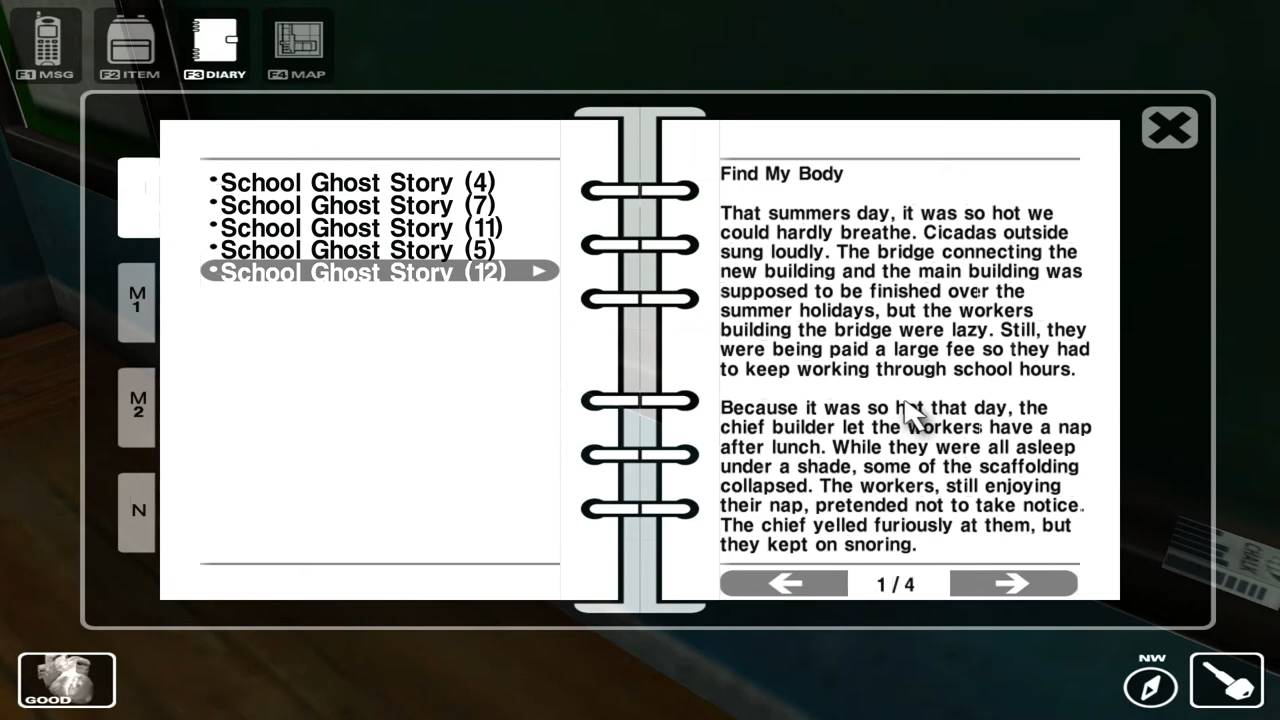 F1 MSG
F2 ITEM
F3 DIARY
F4 MAP
•School Ghost Story (4)
•School Ghost Story (7)
•School Ghost Story (11)
•School Ghost Story (5)
•School Ghost Story (12)
M
1
M
2
N
Find My Body
That summers day, it was so hot we
could hardly breathe. Cicadas outside
sung loudly. The bridge connecting the
new building and the main building was
supposed to be finished over the
summer holidays, but the workers
building the bridge were lazy. Still, they
were being paid a large fee so they had
to keep working through school hours.
Because it was so hot that day, the
chief builder let the workers have a nap
after lunch. While they were all asleep
under a shade, some of the scaffolding
collapsed. The workers, still enjoying
their nap, pretended not to take notice.
The chief yelled furiously at them, but
they kept on snoring.
1 / 4
CHALK
GOOD
NW